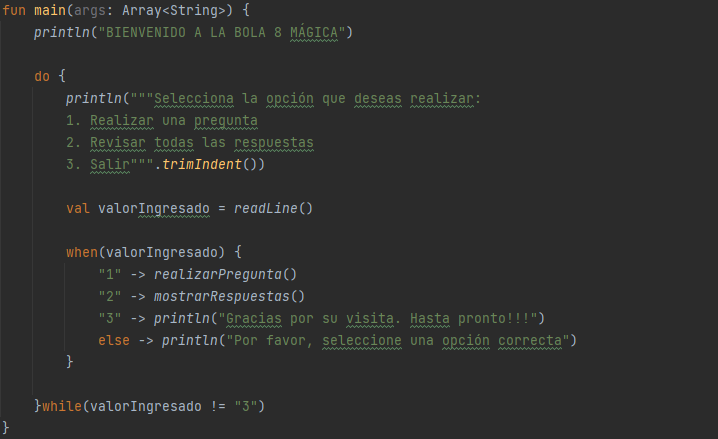 fun main(args: Array<String>) {
println("BIENVENIDO A LA BOLA 8 MÁGICA")
do {
println("""Selecciona la opción que deseas realizar:
1. Realizar una pregunta
2. Revisar todas las respuestas
3. Salir""".trimIndent())
val valorIngresado = readLine()
when(valorIngresado) {
"1" -> realizarPregunta()
"2" -> mostrarRespuestas()
"3" -> println("Gracias por su visita. Hasta pronto!!!")
else -> println("Por favor, seleccione una opción correcta")
}
}while(valorIngresado != "3")
}